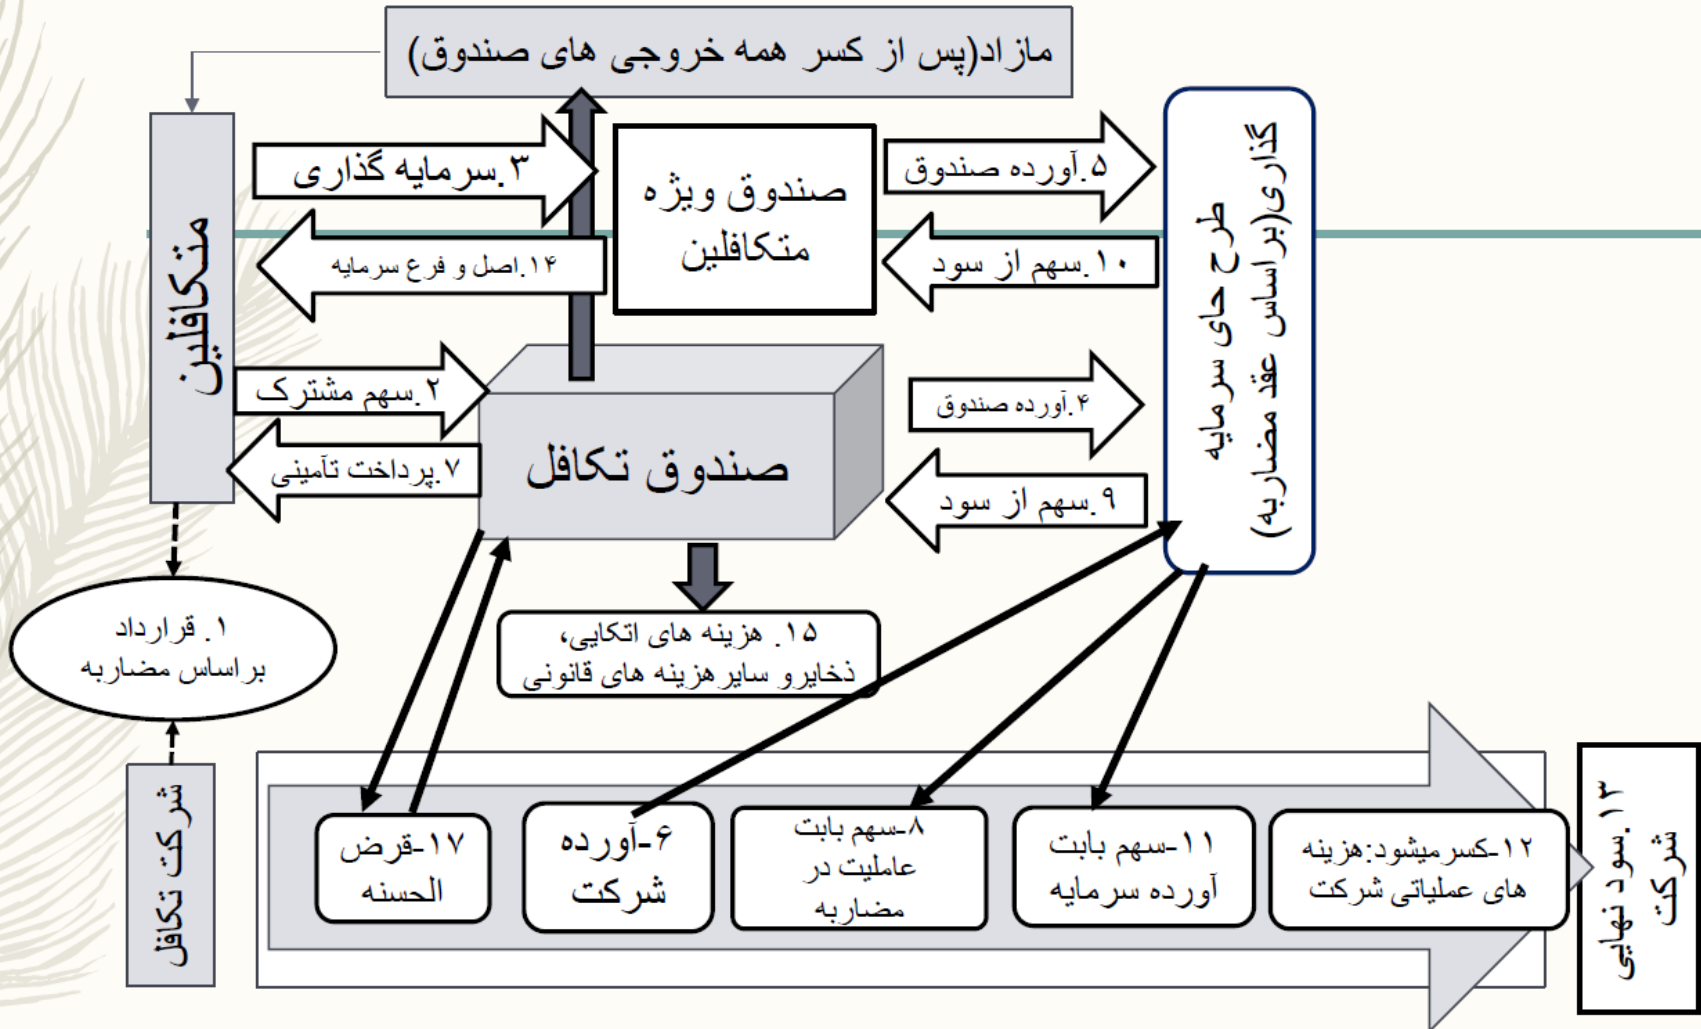 مازاد(پس از کسر همه خروجی های صندوق)
متکافلین
۳.سرمایه گذاری
۱۴.اصل و فرع سرمایه
صندوق ویژه
متکافلین
۵.آورده صندوق
۱۰.سهم از سود
طرح حای سرمایه
گذاری(براساس عقد مضاربه)
۲.سهم مشترک
۷.پرداخت تآمینی
صندوق تکافل
۴.آورده صندوق
۹.سهم از سود
۱. قرارداد
براساس مضاربه
۱۵. هزینه های اتکایی،
ذخایرو سایرهزینه های قانونی
شرکت تکافل
۱۷-قرض
الحسنه
۶-آورده
شرکت
۸-سهم بابت
عاملیت در
مضاربه
۱۱-سهم بابت
آورده سرمایه
۱۲-کسرمیشود:هزینه
های عملیاتی شرکت
۱۳.سود نهایی
شرکت